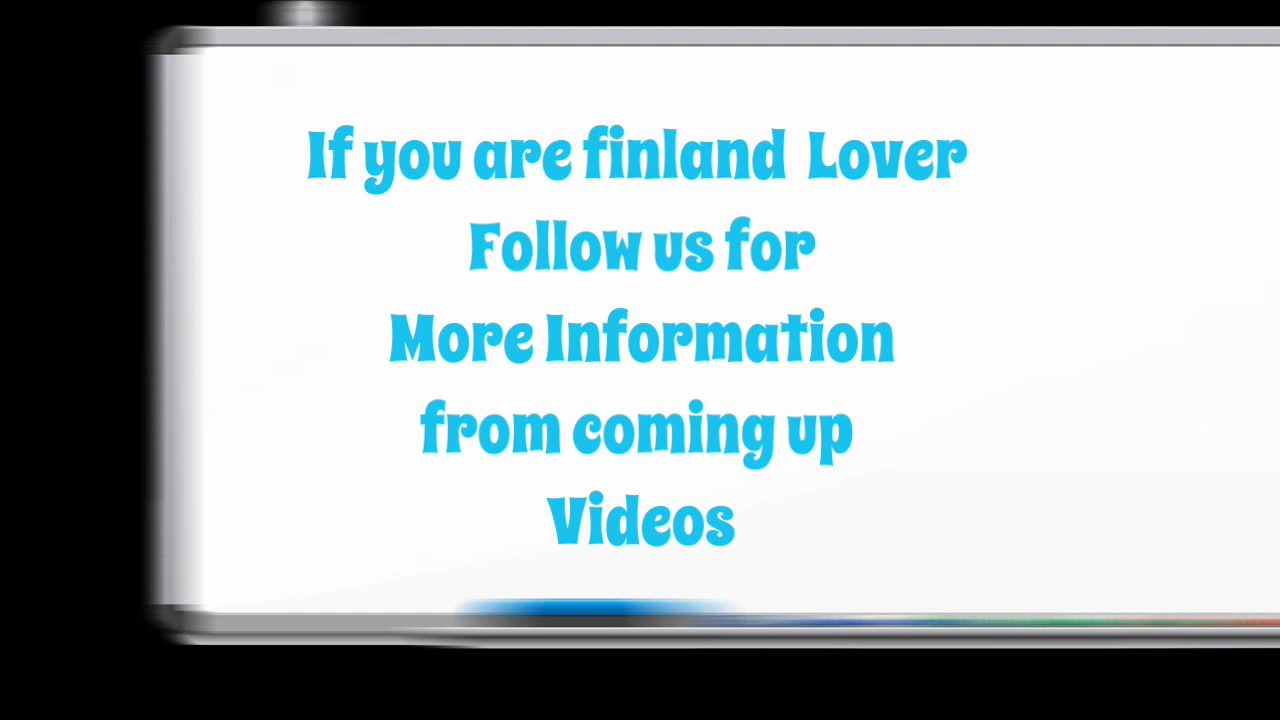 If you are finland Lover
Follow us for
More Information
from coming up
Videos